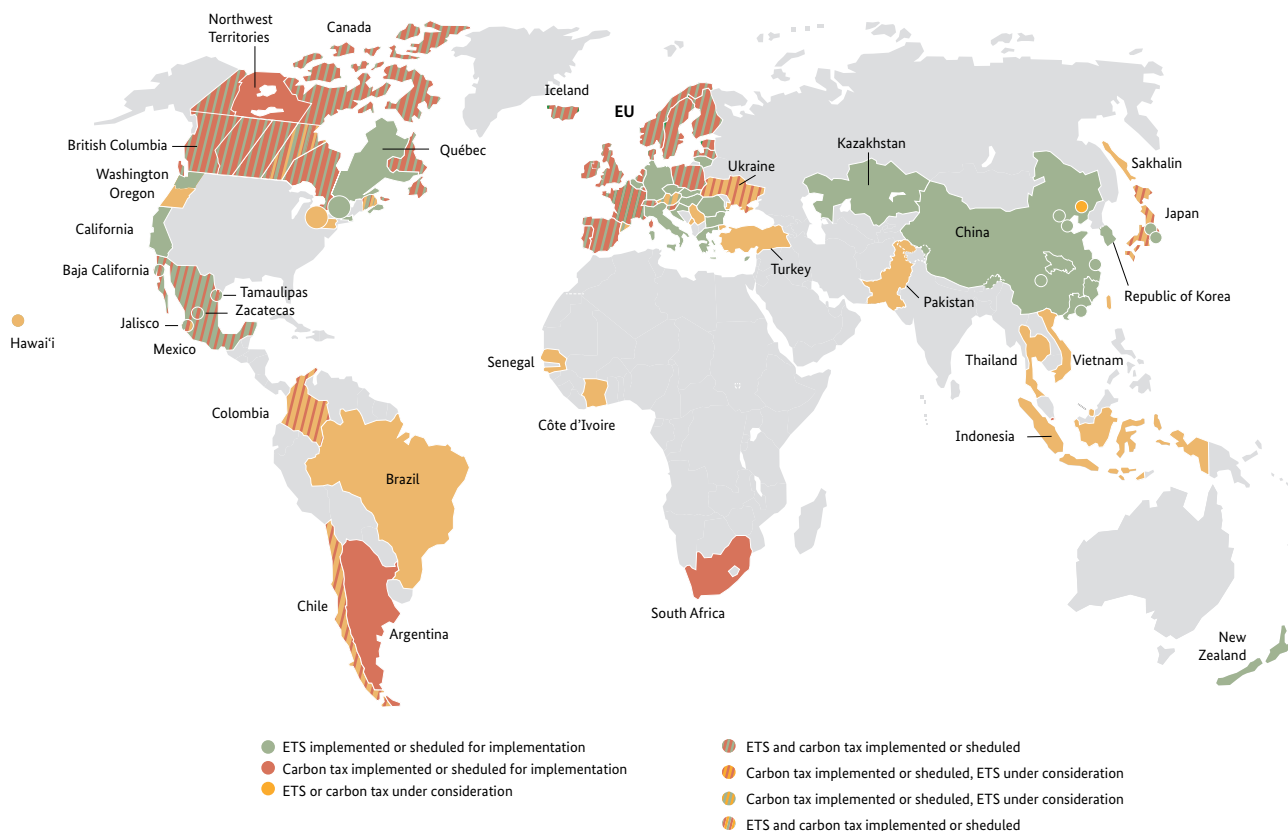 Northwest
Territories
Canada
Iceland
EU
British Columbia
Québec
Kazakhstan
Ukraine
Sakhalin
Washington
Oregon
Japan
California
China
Baja California
Turkey
Tamaulipas
Zacatecas
Pakistan
Republic of Korea
Jalisco
Mexico
Hawai‘i
Senegal
Thailand
Vietnam
Colombia
Côte d’Ivoire
Indonesia
Brazil
Chile
South Africa
Argentina
New
Zealand
ETS implemented or sheduled for implementation
Carbon tax implemented or sheduled for implementation
ETS or carbon tax under consideration
ETS and carbon tax implemented or sheduled
Carbon tax implemented or sheduled, ETS under consideration
Carbon tax implemented or sheduled, ETS under consideration
ETS and carbon tax implemented or sheduled